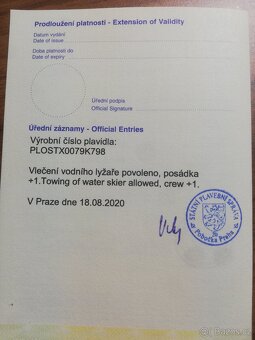 Prodloužení platnosti - Extension of Validity
Datum vydání
Date of issue
Doba platnosti do
Date of expiry
Úřední podpis
Official Signature
Úřední záznamy - Official Entries
Výrobní číslo plavidla:
PLOSTX0079K798
Vlečení vodního lyžaře povoleno, posádka
+1.Towing of water skier allowed, crew +1.
V Praze dne 18.08.2020
STÁTNÍ PLAVEBNÍ SPRÁVA
Pobočka Praha